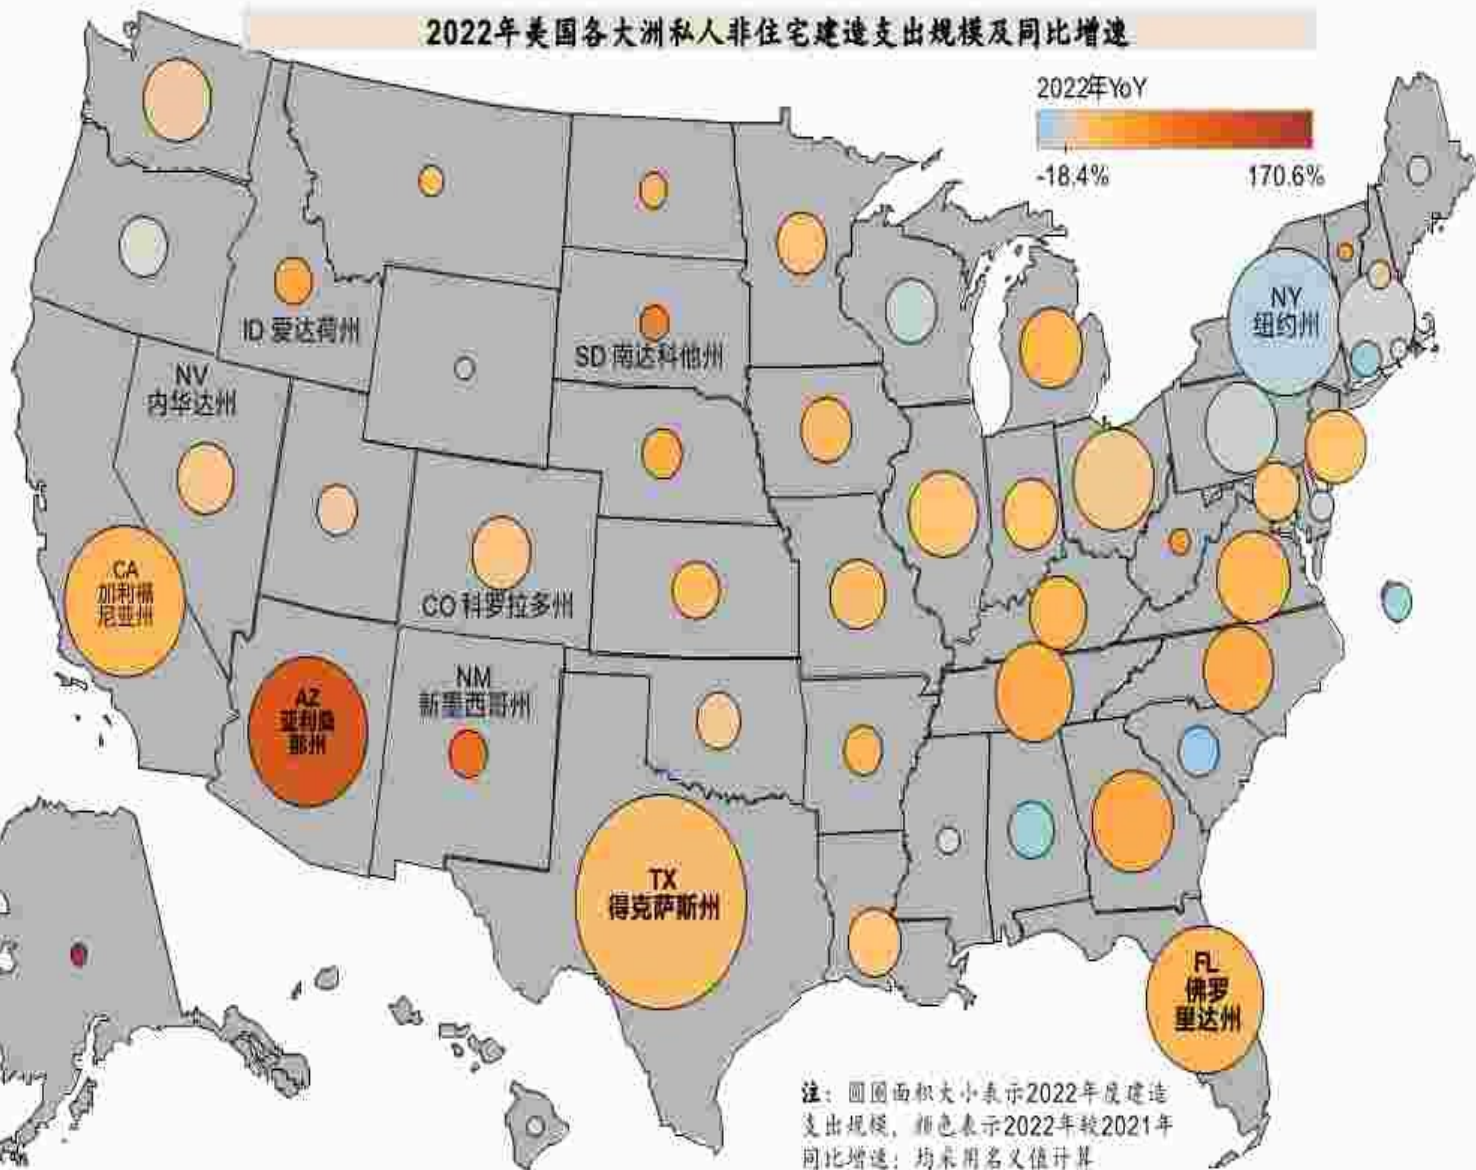 2022年美国各大洲私人非住宅建造支出规模及同比增速
2022年YoY
-18.4%
170.6%
NY
纽约州
ID 爱达荷州
SD 南达科他州
NV
内华达州
CA
加利福
尼亚州
CO 科罗拉多州
AZ
亚利桑
那州
NM
新墨西哥州
TX
得克萨斯州
FL
佛罗
里达州
注：圆圈面积大小表示2022年度建造
支出规模，颜色表示2022年较2021年
同比增速；均采用名义值计算